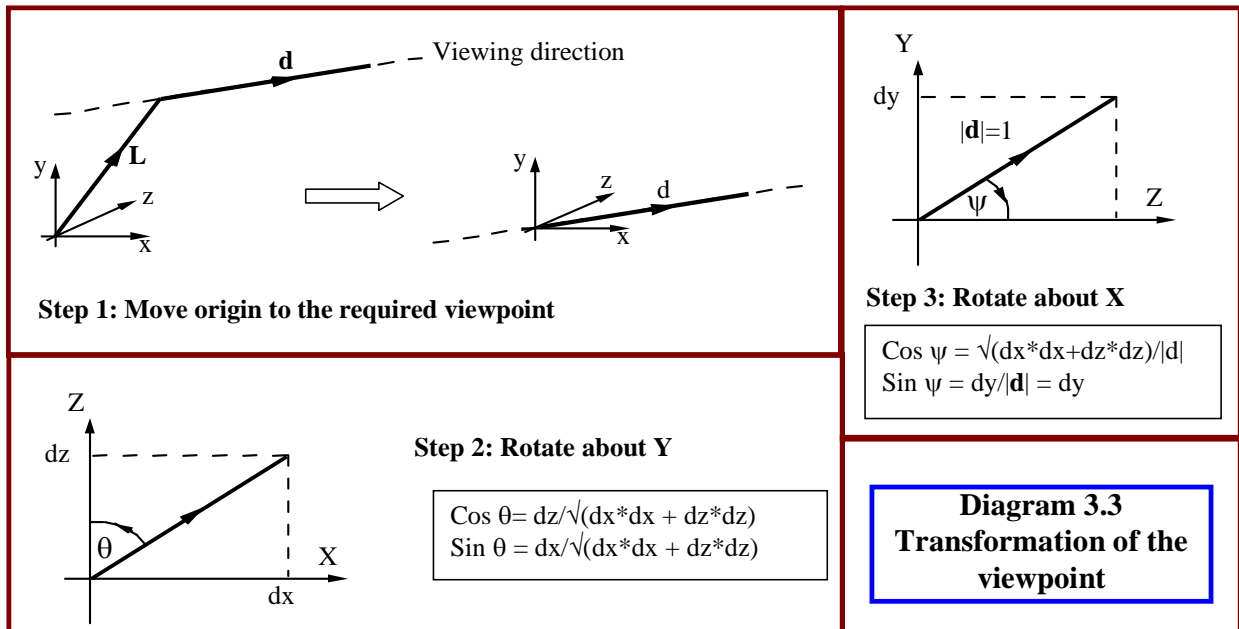 d
Viewing direction
L
y
z
x
y
z
d
x
Step 1: Move origin to the required viewpoint
Z
dz
θ
X
dx
Step 2: Rotate about Y
Cos θ= dz/√(dx*dx + dz*dz)
Sin θ = dx/√(dx*dx + dz*dz)
Y
dy
|d|=1
ψ
Z
Step 3: Rotate about X
Cos ψ = √(dx*dx+dz*dz)/|d|
Sin ψ = dy/|d| = dy
Diagram 3.3
Transformation of the
viewpoint